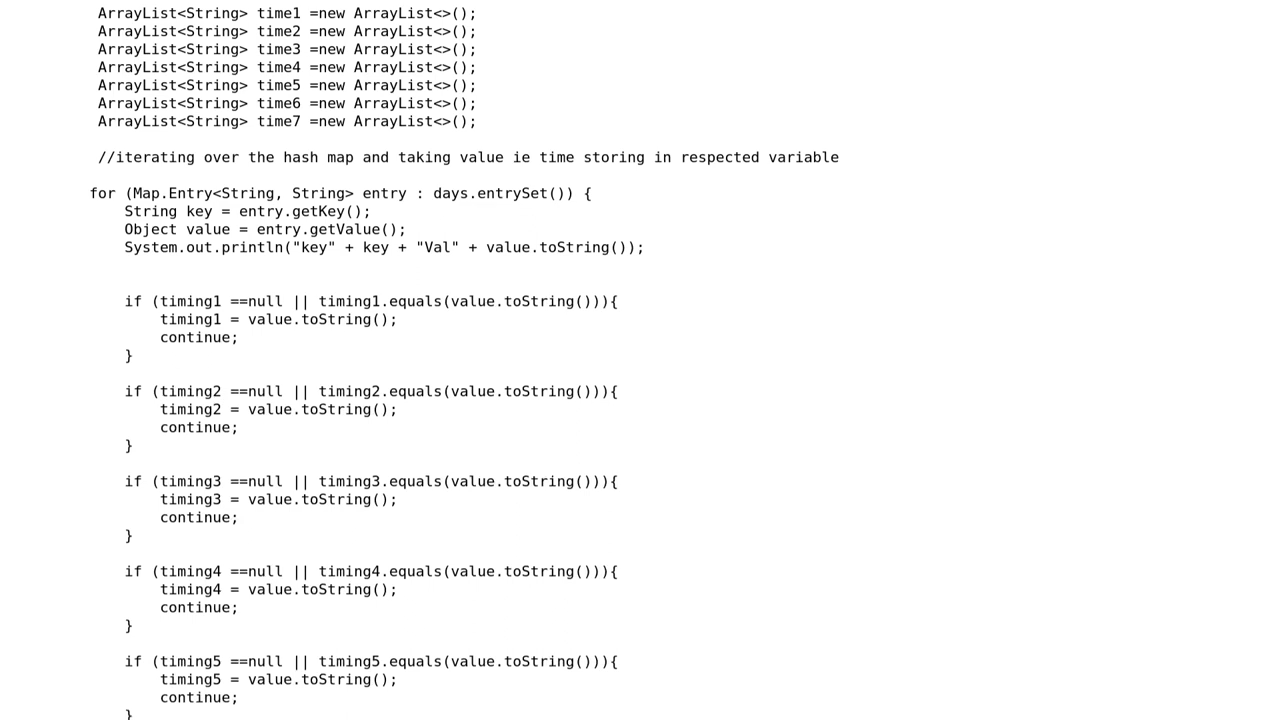 ArrayList<String> time1 =new ArrayList<>();
ArrayList<String> time2 =new ArrayList<>();
ArrayList<String> time3 =new ArrayList<>();
ArrayList<String> time4 =new ArrayList<>();
ArrayList<String> time5 =new ArrayList<>();
ArrayList<String> time6 =new ArrayList<>();
ArrayList<String> time7 =new ArrayList<>();
//iterating over the hash map and taking value ie time storing in respected variable
for (Map.Entry<String, String> entry : days.entrySet()) {
String key = entry.getKey();
Object value = entry.getValue();
System.out.println("key" + key + "Val" + value.toString());
if (timing1 ==null || timing1.equals(value.toString())){
timing1 = value.toString();
continue;
}
if (timing2 ==null || timing2.equals(value.toString())){
timing2 = value.toString();
continue;
}
if (timing3 ==null || timing3.equals(value.toString())){
timing3 = value.toString();
continue;
}
if (timing4 ==null || timing4.equals(value.toString())){
timing4 = value.toString();
continue;
}
if (timing5 ==null || timing5.equals(value.toString())){
timing5 = value.toString();
continue;
}